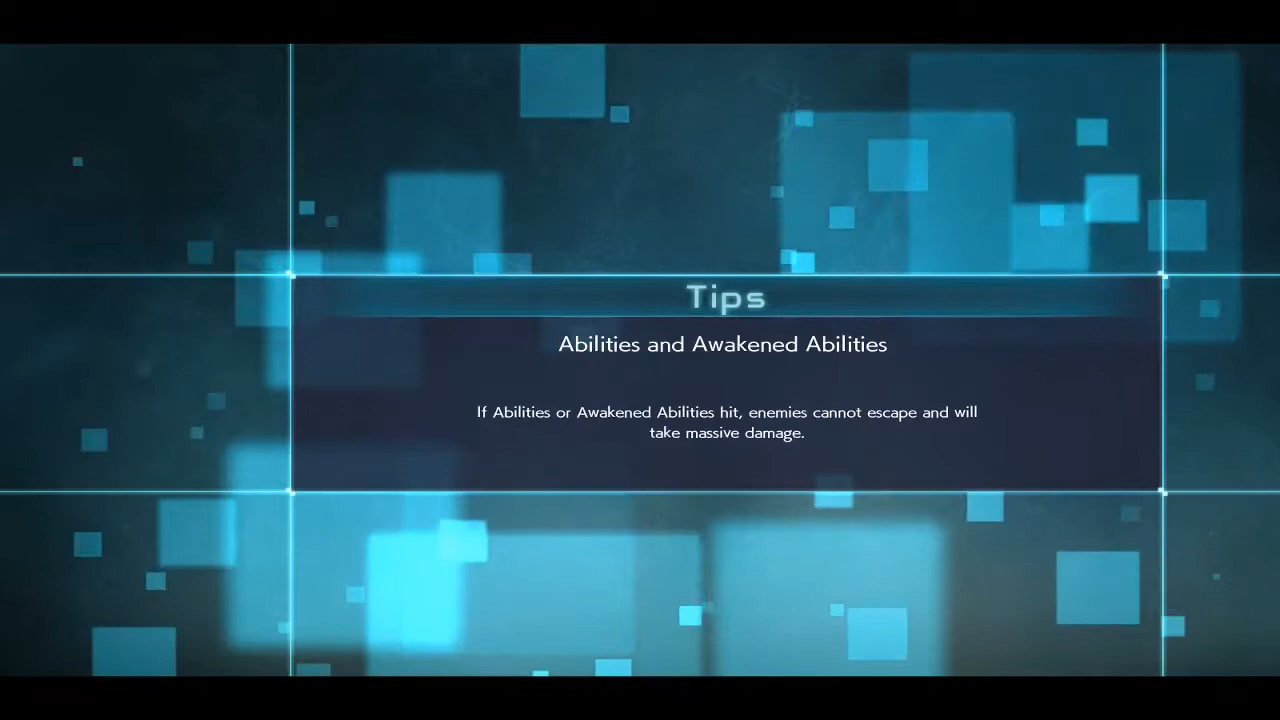 Tips
Abilities and Awakened Abilities
If Abilities or Awakened Abilities hit, enemies cannot escape and will
take massive damage.